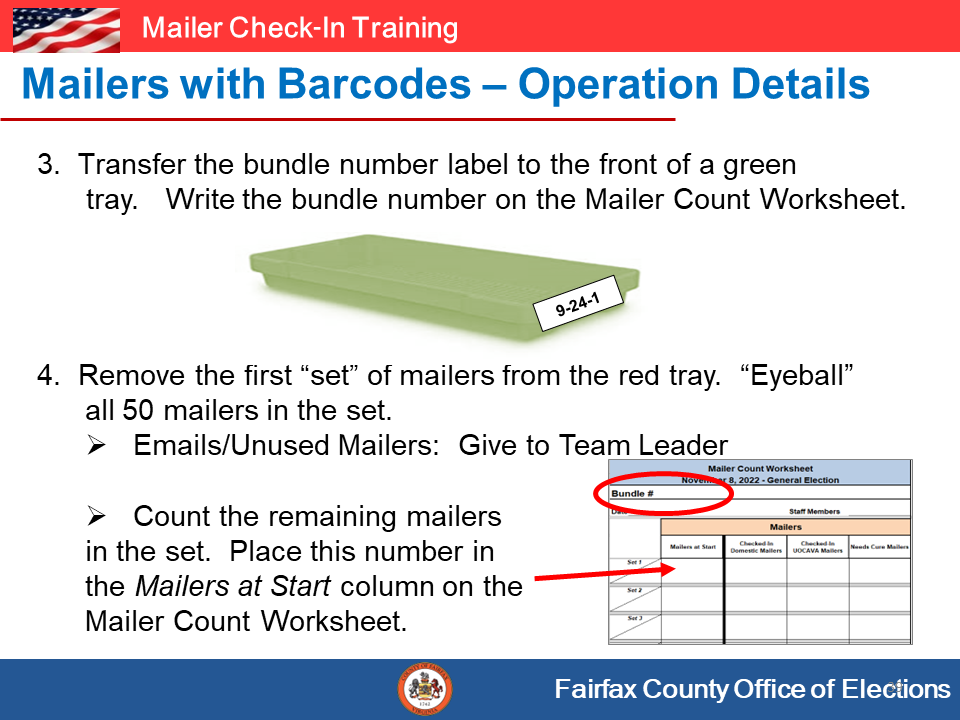 Mailer Check-In Training
Mailers with Barcodes – Operation Details
3. Transfer the bundle number label to the front of a green
tray. Write the bundle number on the Mailer Count Worksheet.
9-24-1
4. Remove the first “set” of mailers from the red tray. “Eyeball”
all 50 mailers in the set.
➢ Emails/Unused Mailers: Give to Team Leader
➢ Count the remaining mailers
in the set. Place this number in
the Mailers at Start column on the
Mailer Count Worksheet.
Mailer Count Worksheet
November 8, 2022 - General Election
Bundle #
Staff Members
Mailers
Mailers at Start
Checked-In
Domestic Mailers
Checked-In
UOCAVA Mailers
Needs Cure Mailers
Set 1
Set 2
Set 3
Fairfax County Office of Elections